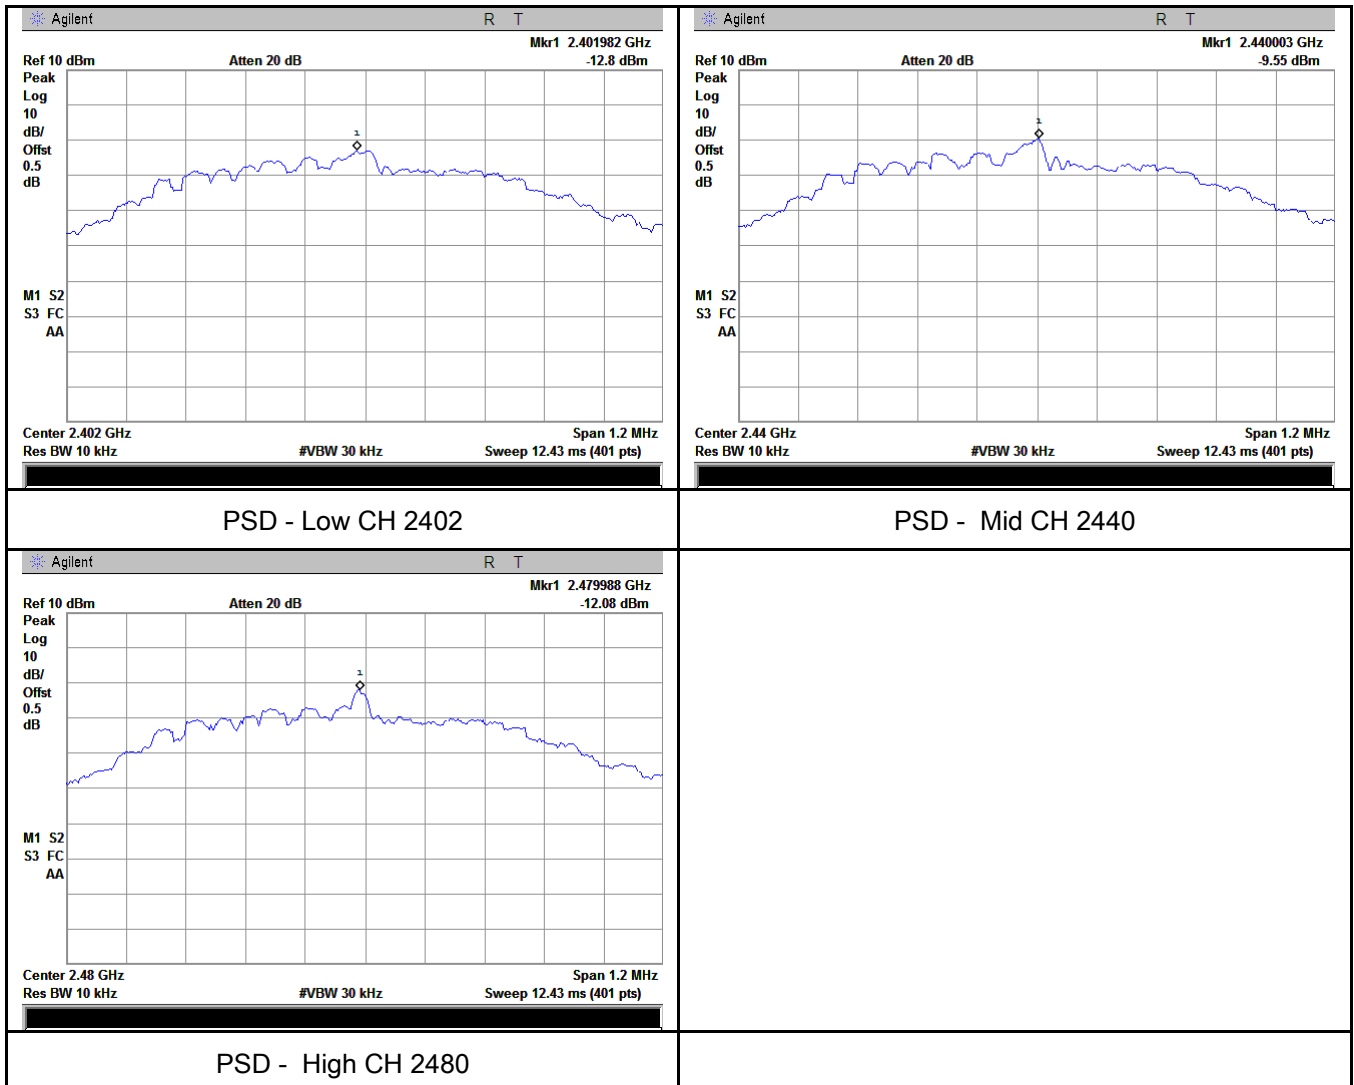 Agilent R T
Mkr1 2.401982 GHz
Ref 10 dBm Atten 20 dB -12.8 dBm
Peak
Log
10
dB/
Offst
0.5
dB
1
M1 S2
S3 FC
AA
Center 2.402 GHz Span 1.2 MHz
Res BW 10 kHz #VBW 30 kHz Sweep 12.43 ms (401 pts)
PSD - Low CH 2402
Agilent R T
Mkr1 2.440003 GHz
Ref 10 dBm Atten 20 dB -9.55 dBm
Peak
Log
10
dB/
Offst
0.5
dB
1
M1 S2
S3 FC
AA
Center 2.44 GHz Span 1.2 MHz
Res BW 10 kHz #VBW 30 kHz Sweep 12.43 ms (401 pts)
PSD - Mid CH 2440
Agilent R T
Mkr1 2.479988 GHz
Ref 10 dBm Atten 20 dB -12.08 dBm
Peak
Log
10
dB/
Offst
0.5
dB
1
M1 S2
S3 FC
AA
Center 2.48 GHz Span 1.2 MHz
Res BW 10 kHz #VBW 30 kHz Sweep 12.43 ms (401 pts)
PSD - High CH 2480